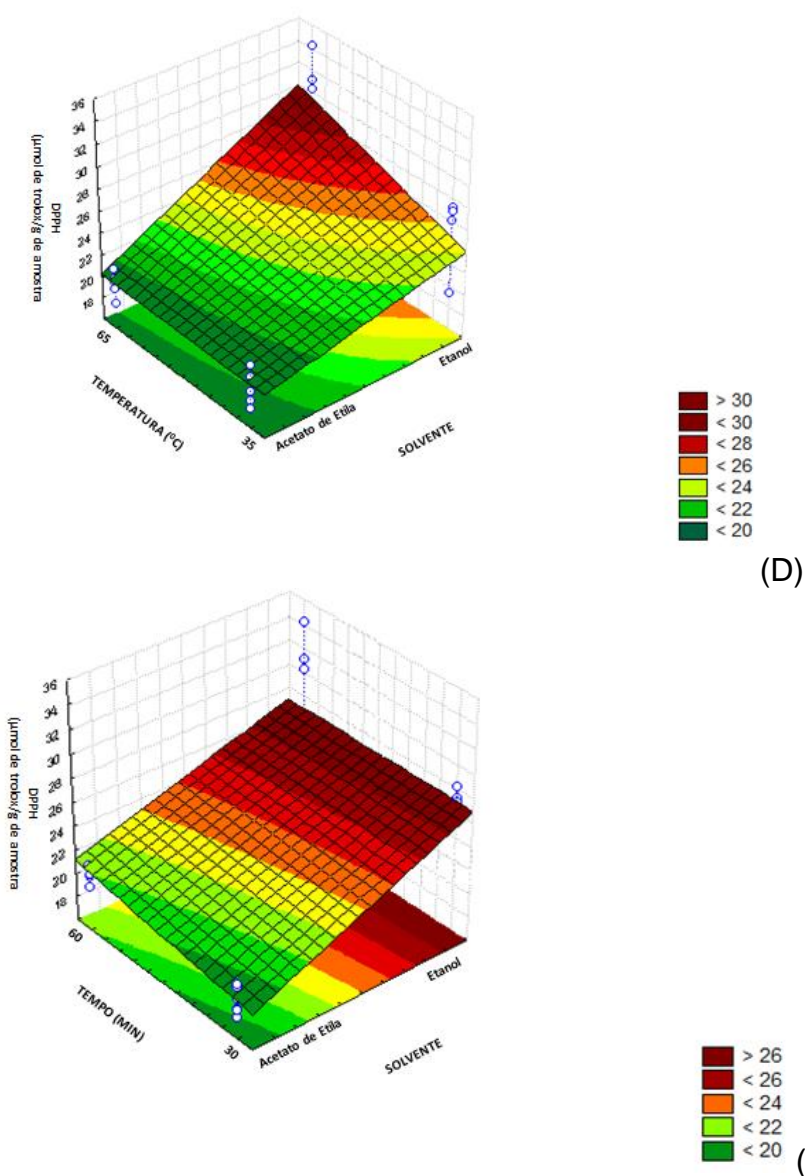 36
34
32
30
28
26
24
22
20
18
DPPH
(µmol de trolox/g de amostra
65
TEMPERATURA (ºC)
35
Acetato de Etila
Etanol
SOLVENTE
> 30
< 30
< 28
< 26
< 24
< 22
< 20
(D)
36
34
32
30
28
26
24
22
20
18
DPPH
(µmol de trolox/g de amostra
60
TEMPO (MIN)
30
Acetato de Etila
Etanol
SOLVENTE
> 26
< 26
< 24
< 22
< 20
(